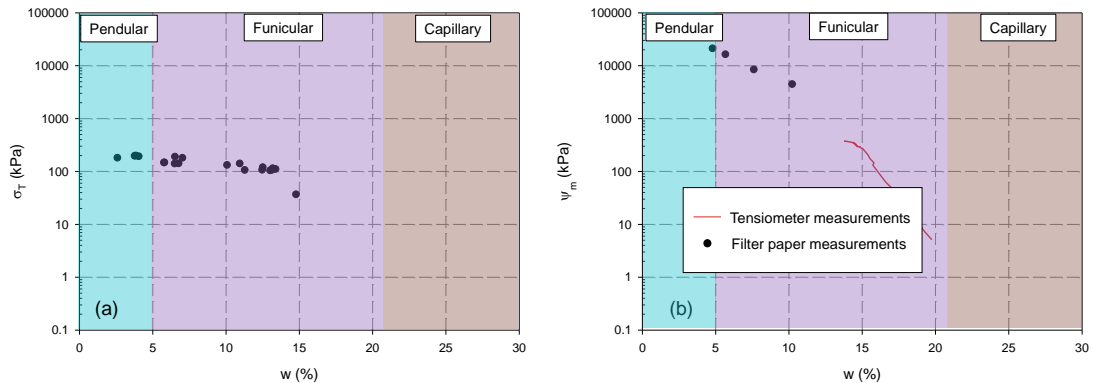 100000
10000
1000
100
10
1
0.1
σT (kPa)
Pendular
Funicular
Capillary
(a)
0 5 10 15 20 25 30
w (%)
100000
10000
1000
100
10
1
0.1
ψm (kPa)
Pendular
Funicular
Capillary
Tensiometer measurements
Filter paper measurements
(b)
0 5 10 15 20 25 30
w (%)